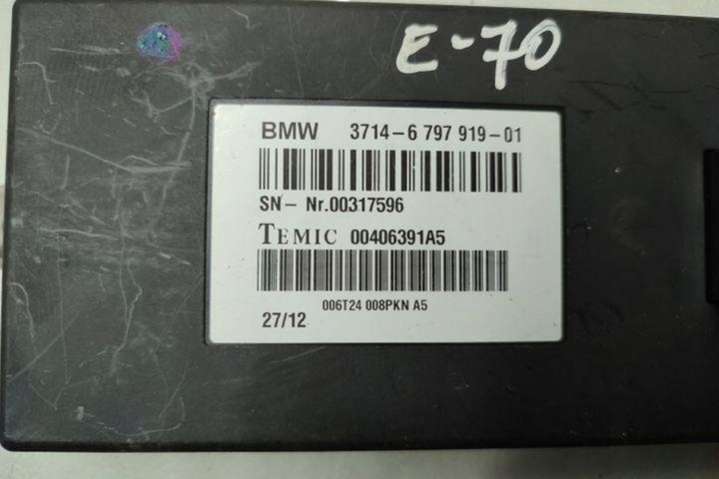 E-70
BMW 3714-6 797 919-01
SN- Nr.00317596
TEMIC 00406391A5
006T24 008PKN A5
27/12